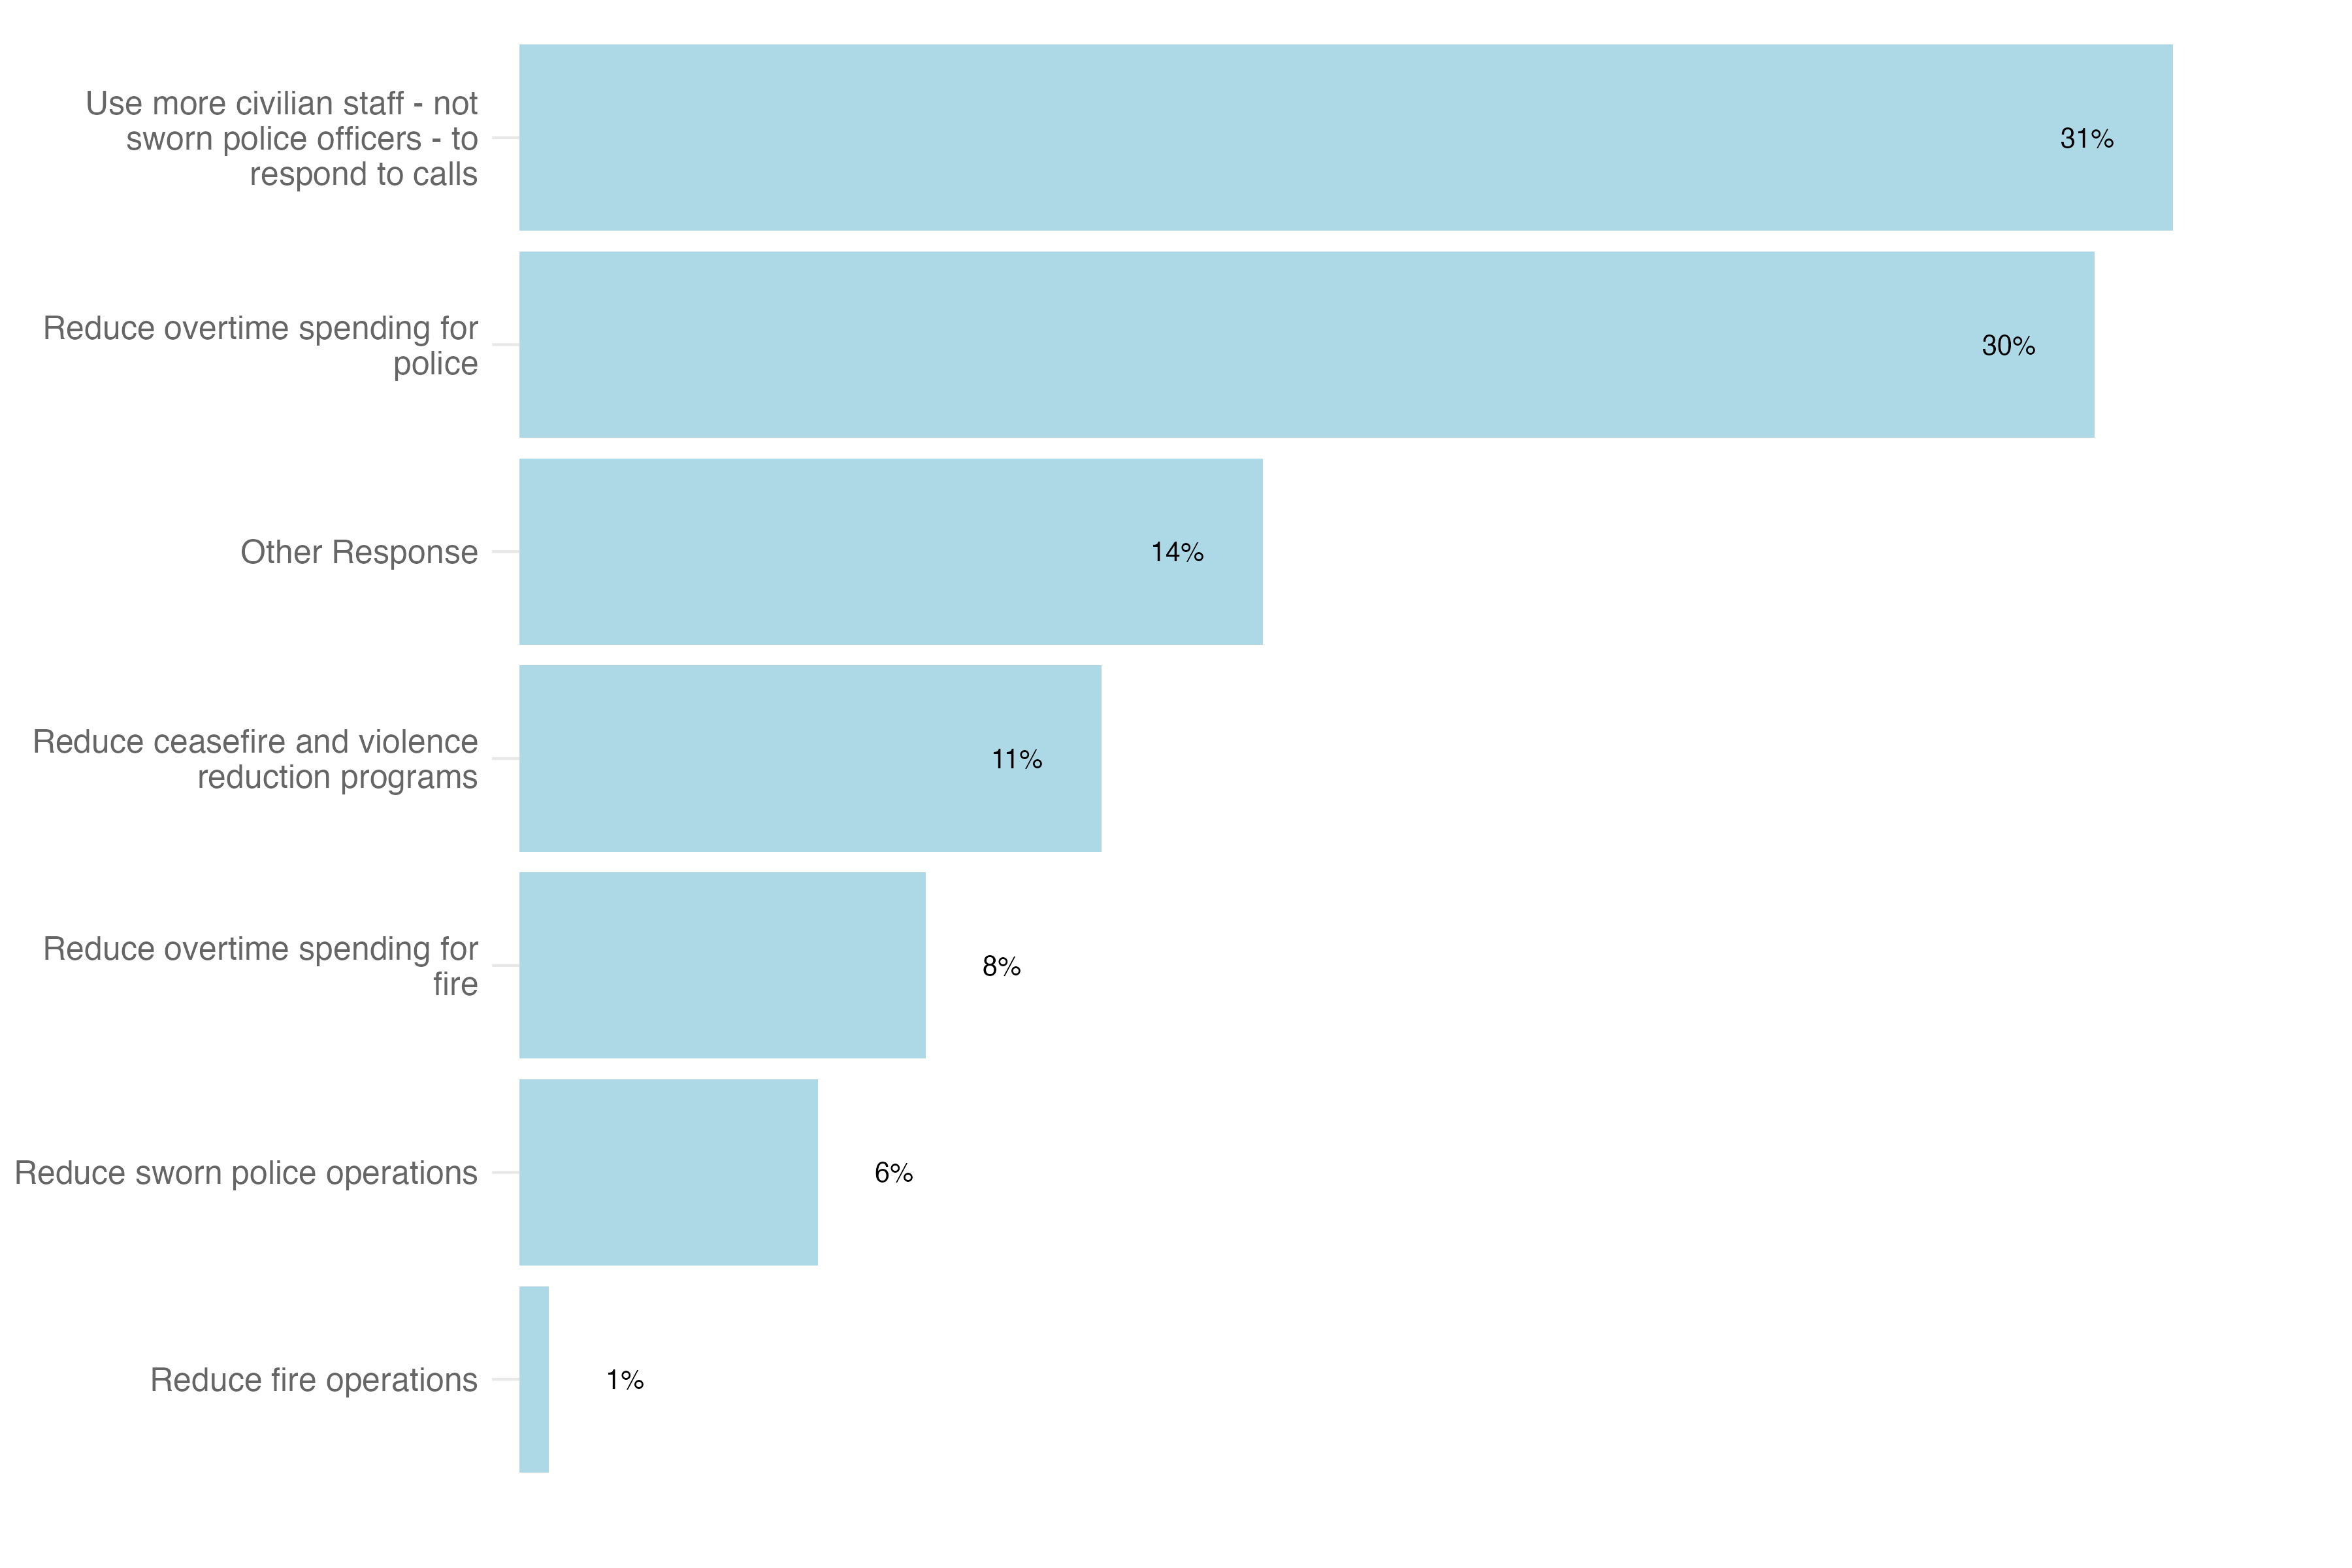 Use more civilian staff - not
sworn police officers - to
respond to calls
31%
Reduce overtime spending for
police
30%
Other Response
14%
Reduce ceasefire and violence
reduction programs
11%
Reduce overtime spending for
fire
8%
Reduce sworn police operations
6%
Reduce fire operations
1%